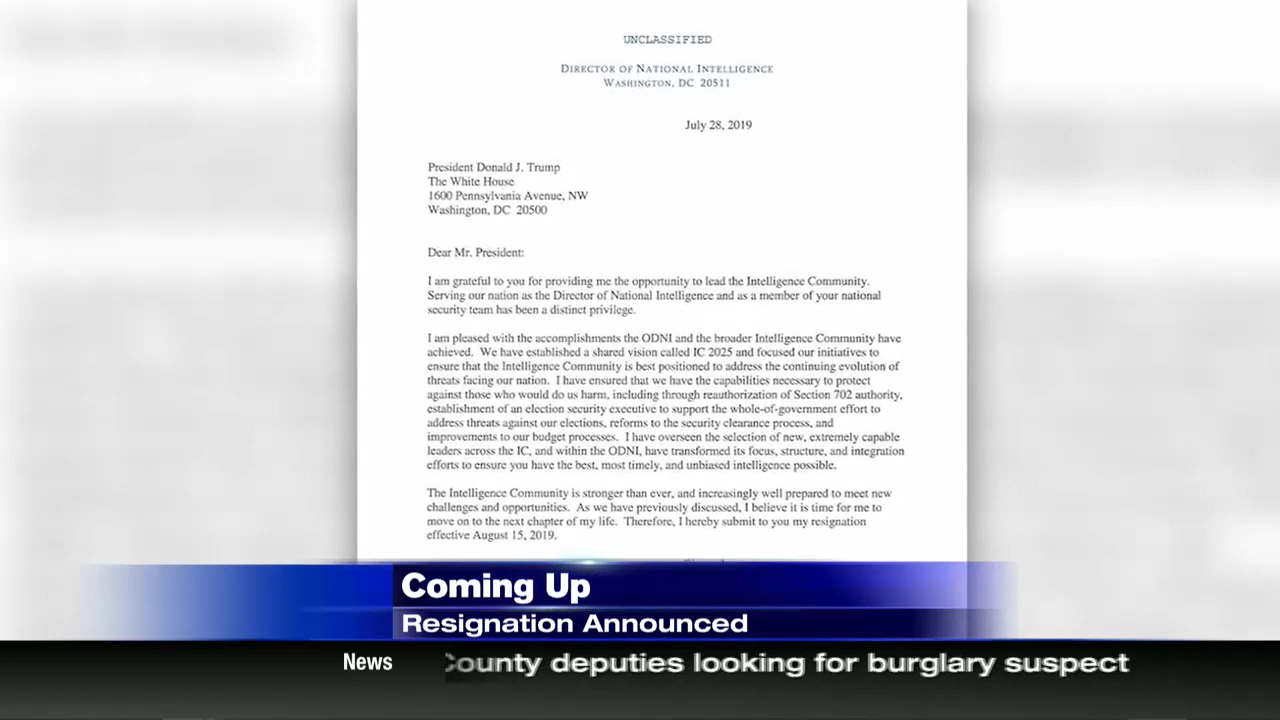 UNCLASSIFIED
DIRECTOR OF NATIONAL INTELLIGENCE
WASHINGTON, DC 20511
July 28, 2019
President Donald J. Trump
The White House
1600 Pennsylvania Avenue, NW
Washington, DC 20500
Dear Mr. President:
I am grateful to you for providing me the opportunity to lead the Intelligence Community.
Serving our nation as the Director of National Intelligence and as a member of your national
security team has been a distinct privilege.
I am pleased with the accomplishments the ODNI and the broader Intelligence Community have
achieved. We have established a shared vision called IC 2025 and focused our initiatives to
ensure that the Intelligence Community is best positioned to address the continuing evolution of
threats facing our nation. I have ensured that we have the capabilities necessary to protect
against those who would do us harm, including through reauthorization of Section 702 authority,
establishment of an election security executive to support the whole-of-government effort to
address threats against our elections, reforms to the security clearance process, and
improvements to our budget processes. I have overseen the selection of new, extremely capable
leaders across the IC, and within the ODNI, have transformed its focus, structure, and integration
efforts to ensure you have the best, most timely, and unbiased intelligence possible.
The Intelligence Community is stronger than ever, and increasingly well prepared to meet new
challenges and opportunities. As we have previously discussed, I believe it is time for me to
move on to the next chapter of my life. Therefore, I hereby submit to you my resignation
effective August 15, 2019.
Coming Up
Resignation Announced
News County deputies looking for burglary suspect